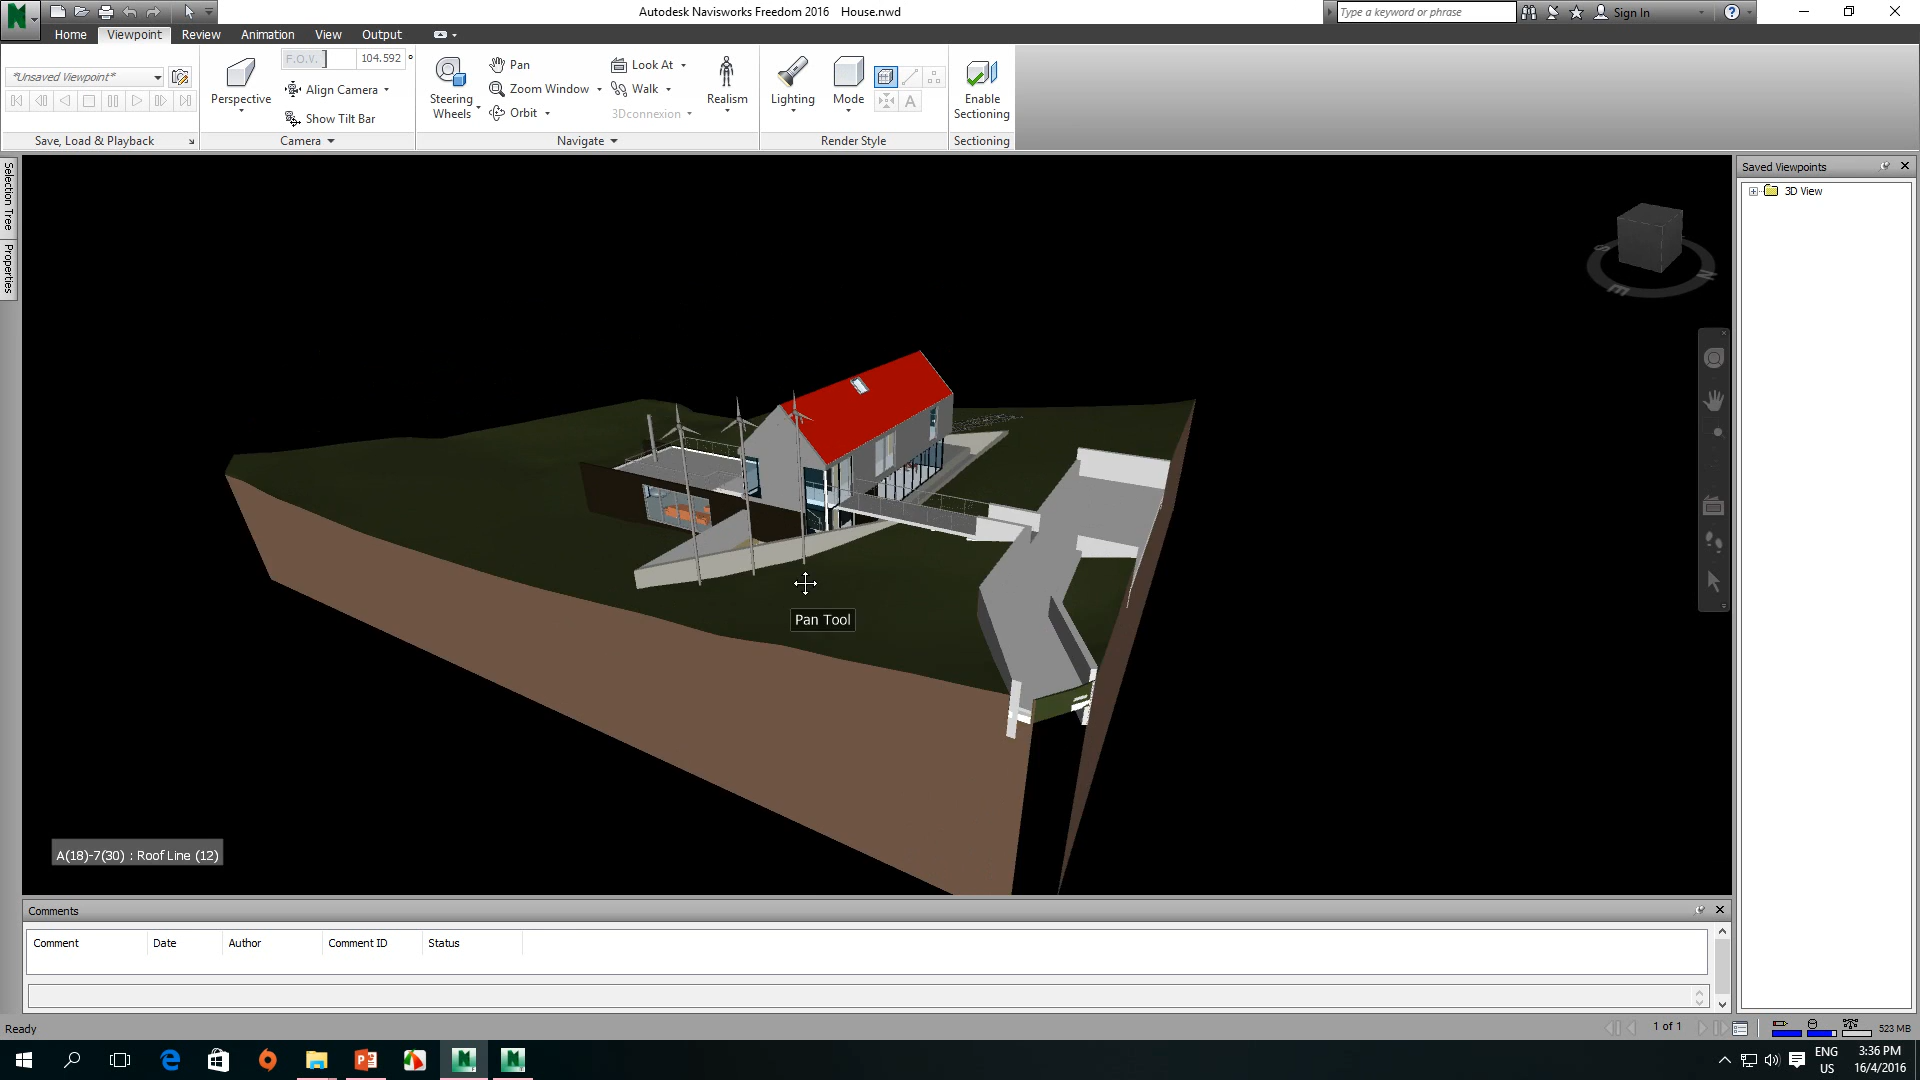 Autodesk Navisworks Freedom 2016 House.nwd
Type a keyword or phrase
Sign In
Home Viewpoint Review Animation View Output
*Unsaved Viewpoint*
Save, Load & Playback
Perspective
F.O.V. 104.592 °
Align Camera
Show Tilt Bar
Camera
Steering
Wheels
Pan
Zoom Window
Orbit
Look At
Walk
3Dconnexion
Realism
Navigate
Lighting
Mode
A
Render Style
Enable
Sectioning
Sectioning
Selection Tree
Properties
Saved Viewpoints
3D View
S
E
N
Pan Tool
A(18)-7(30) : Roof Line (12)
Comments
Comment Date Author Comment ID Status
Ready
1 of 1
523 MB
ENG
US
3:36 PM
16/4/2016